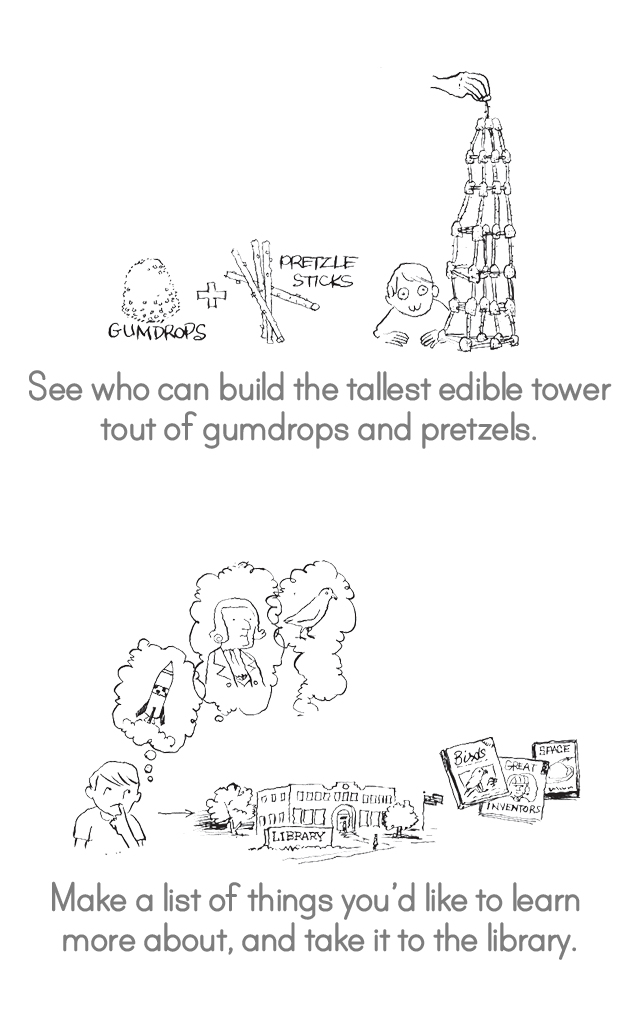 PRETZLE
STICKS
GUMDROPS
See who can build the tallest edible tower
tout of gumdrops and pretzels.
Birds
GREAT
INVENTORS
SPACE
LIBRARY
Make a list of things you'd like to learn
more about, and take it to the library.